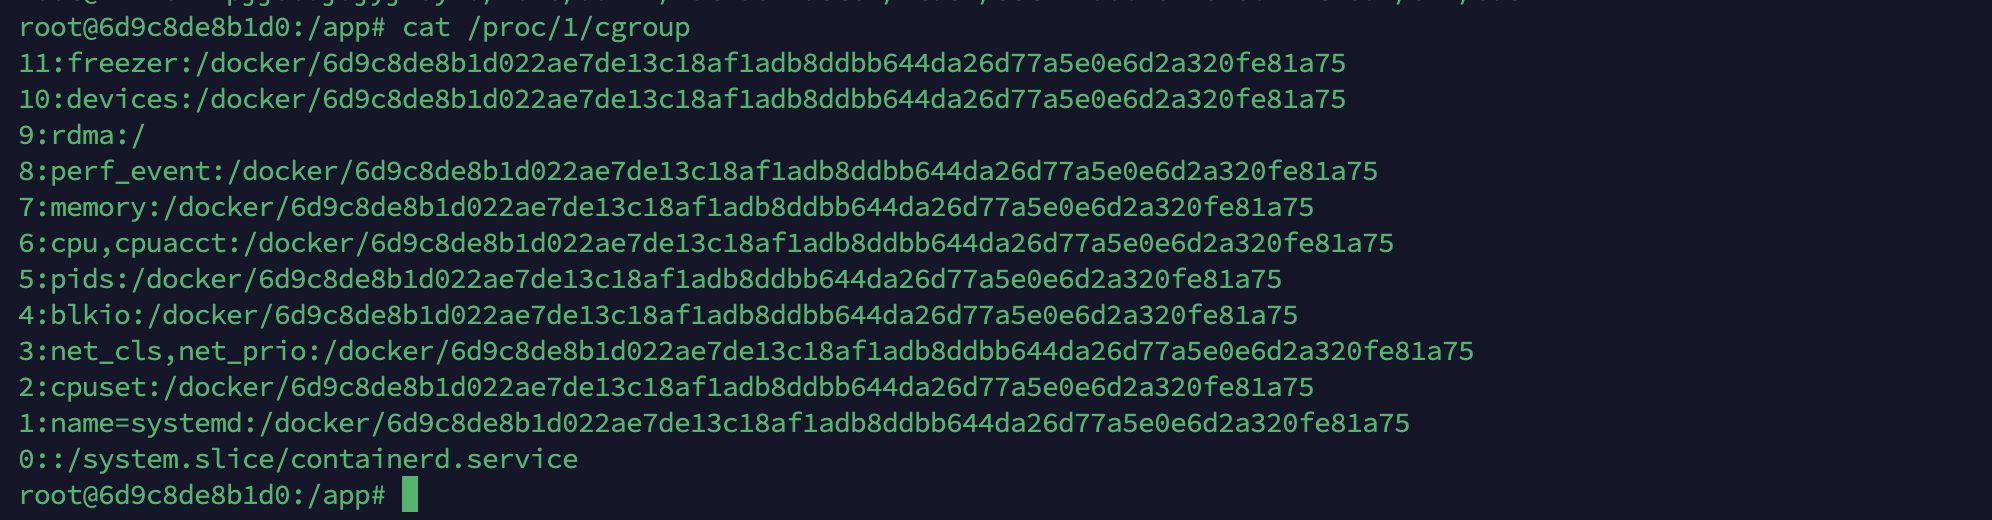 root@6d9c8de8b1d0:/app# cat /proc/1/cgroup
11:freezer:/docker/6d9c8de8b1d022ae7de13c18af1adb8ddbb644da26d77a5e0e6d2a320fe81a75
10:devices:/docker/6d9c8de8b1d022ae7de13c18af1adb8ddbb644da26d77a5e0e6d2a320fe81a75
9:rdma:/
8:perf_event:/docker/6d9c8de8b1d022ae7de13c18af1adb8ddbb644da26d77a5e0e6d2a320fe81a75
7:memory:/docker/6d9c8de8b1d022ae7de13c18af1adb8ddbb644da26d77a5e0e6d2a320fe81a75
6:cpu,cpuacct:/docker/6d9c8de8b1d022ae7de13c18af1adb8ddbb644da26d77a5e0e6d2a320fe81a75
5:pids:/docker/6d9c8de8b1d022ae7de13c18af1adb8ddbb644da26d77a5e0e6d2a320fe81a75
4:blkio:/docker/6d9c8de8b1d022ae7de13c18af1adb8ddbb644da26d77a5e0e6d2a320fe81a75
3:net_cls,net_prio:/docker/6d9c8de8b1d022ae7de13c18af1adb8ddbb644da26d77a5e0e6d2a320fe81a75
2:cpuset:/docker/6d9c8de8b1d022ae7de13c18af1adb8ddbb644da26d77a5e0e6d2a320fe81a75
1:name=systemd:/docker/6d9c8de8b1d022ae7de13c18af1adb8ddbb644da26d77a5e0e6d2a320fe81a75
0::/system.slice/containerd.service
root@6d9c8de8b1d0:/app#